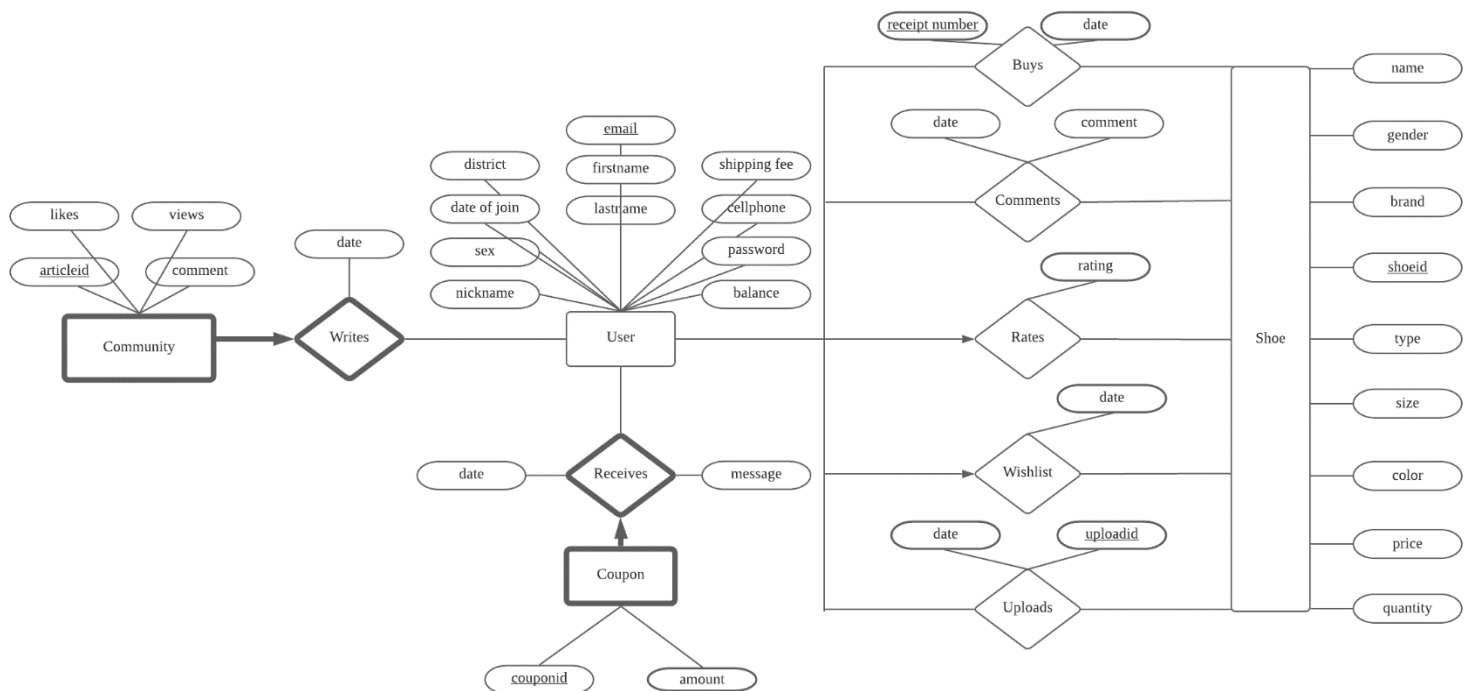 receipt number
date
Buys
name
date
comment
gender
email
district
firstname
shipping fee
Comments
brand
likes
views
date of join
lastname
cellphone
date
sex
password
articleid
comment
nickname
balance
rating
shoeid
Community
Writes
User
Rates
Shoe
type
date
size
date
Receives
message
Wishlist
color
date
uploadid
price
Coupon
Uploads
quantity
couponid
amount